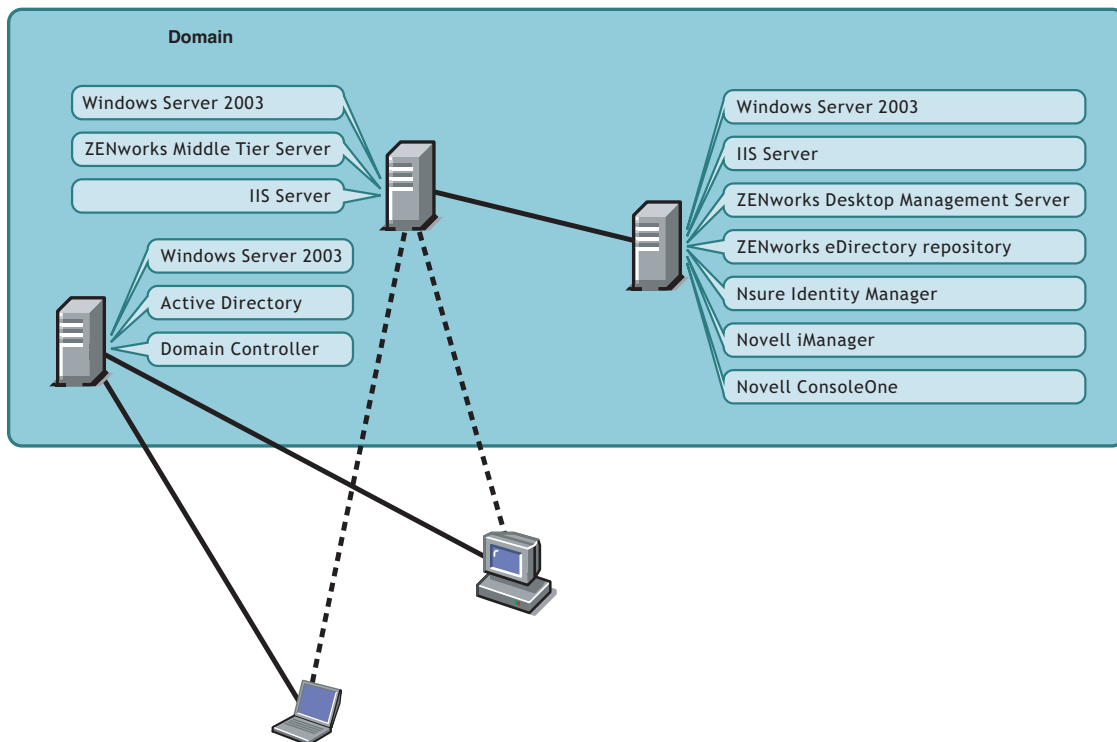 Domain
Windows Server 2003
ZENworks Middle Tier Server
IIS Server
Windows Server 2003
Active Directory
Domain Controller
Windows Server 2003
IIS Server
ZENworks Desktop Management Server
ZENworks eDirectory repository
Nsure Identity Manager
Novell iManager
Novell ConsoleOne